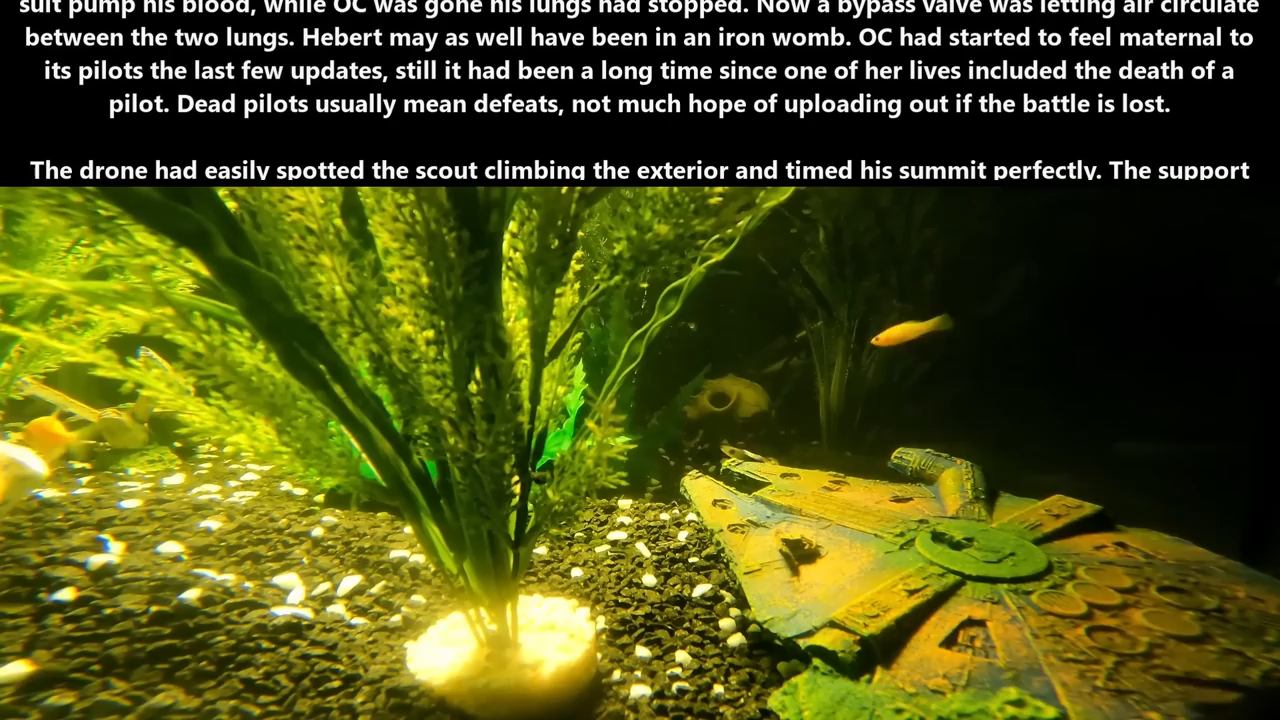 suit pump his blood, while OC was gone his lungs had stopped. Now a bypass valve was letting air circulate
between the two lungs. Hebert may as well have been in an iron womb. OC had started to feel maternal to
its pilots the last few updates, still it had been a long time since one of her lives included the death of a
pilot. Dead pilots usually mean defeats, not much hope of uploading out if the battle is lost.
The drone had easily spotted the scout climbing the exterior and timed his summit perfectly. The support